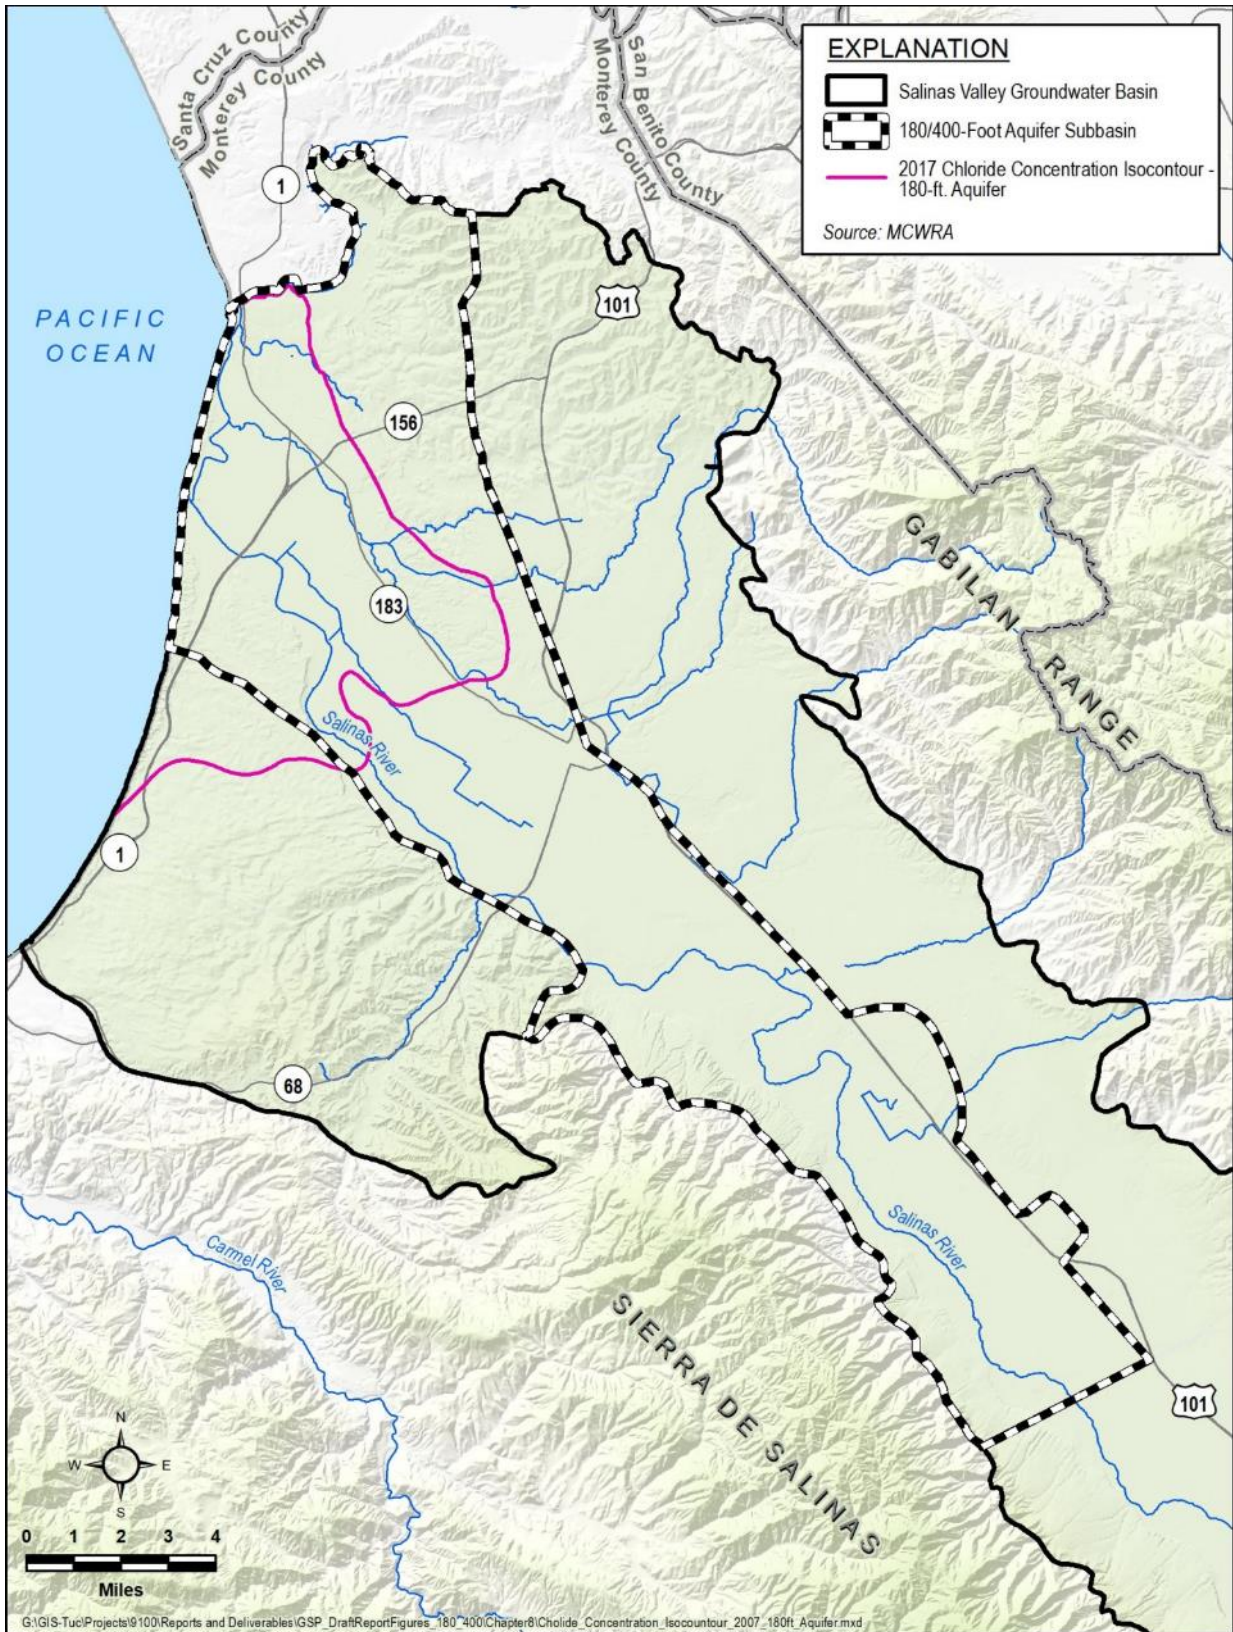 Santa Cruz County
Monterey County
San Benito County
Monterey County
EXPLANATION
Salinas Valley Groundwater Basin
180/400-Foot Aquifer Subbasin
2017 Chloride Concentration Isocontour -
180-ft. Aquifer
Source: MCWRA
1
101
PACIFIC
OCEAN
156
GABILAN
RANGE
183
Salinas River
1
68
Salinas River
Carmel River
SIERRA DE SALINAS
101
N
W
E
S
0 1 2 3 4
Miles
G:\GIS-Tuc\Projects\9100\Reports and Deliverables\GSP_DraftReportFigures_180_400\Chapter8\Cholide_Concentration_Isocountour_2007_180ft_Aquifer.mxd